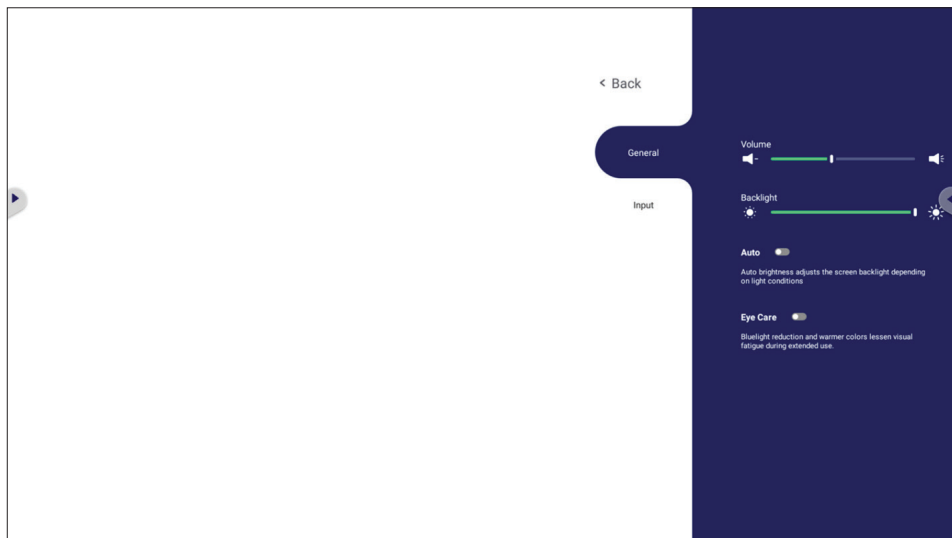 < Back
General
Input
Volume
Backlight
Auto
Auto brightness adjusts the screen backlight depending
on light conditions
Eye Care
Bluelight reduction and warmer colors lessen visual
fatigue during extended use.